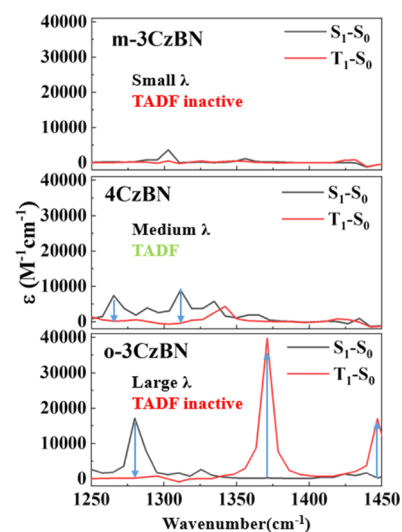 m-3CzBN
S₁-S₀
T₁-S₀
Small λ
TADF inactive
40000
30000
20000
10000
0
4CzBN
S₁-S₀
T₁-S₀
Medium λ
TADF
40000
30000
20000
10000
0
ε (M⁻¹cm⁻¹)
o-3CzBN
S₁-S₀
T₁-S₀
Large λ
TADF inactive
40000
30000
20000
10000
0
1250 1300 1350 1400 1450
Wavenumber(cm⁻¹)